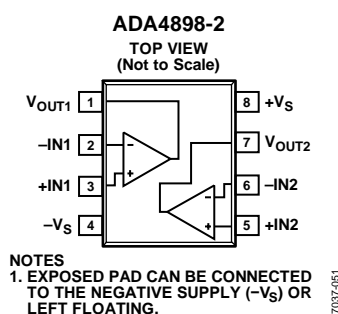 ADA4898-2
TOP VIEW
(Not to Scale)
VOUT1 1
8 +VS
–IN1 2
7 VOUT2
+IN1 3
6 –IN2
–VS 4
5 +IN2
–
+
–
+
NOTES
1. EXPOSED PAD CAN BE CONNECTED
TO THE NEGATIVE SUPPLY (–VS) OR
LEFT FLOATING.
7037-051